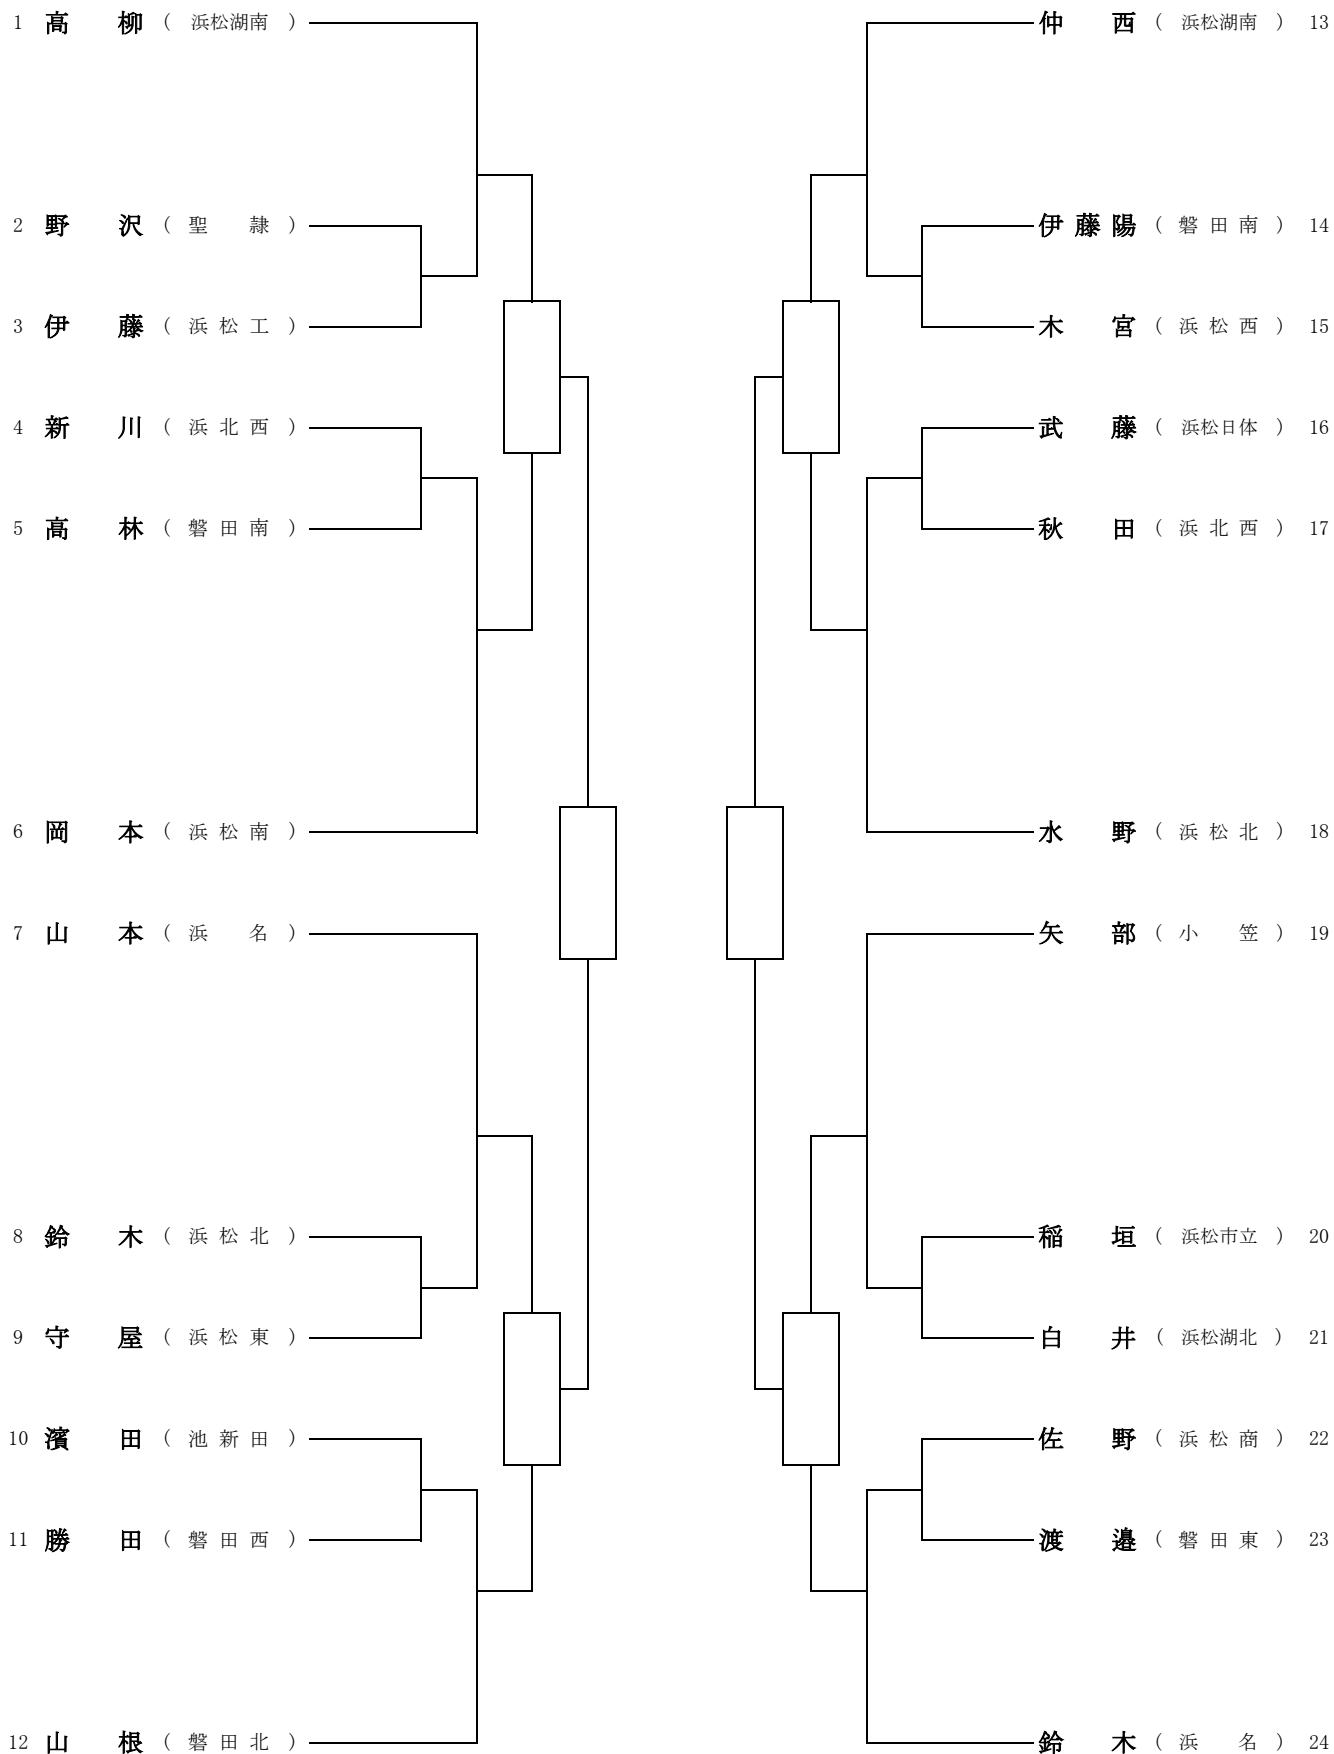 1 髙柳 ( 浜松湖南 )
2 野沢 ( 聖隷 )
3 伊藤 ( 浜松工 )
4 新川 ( 浜北西 )
5 髙林 ( 磐田南 )
6 岡本 ( 浜松南 )
7 山本 ( 浜名 )
8 鈴木 ( 浜松北 )
9 守屋 ( 浜松東 )
10 濱田 ( 池新田 )
11 勝田 ( 磐田西 )
12 山根 ( 磐田北 )
仲西 ( 浜松湖南 ) 13
伊藤陽 ( 磐田南 ) 14
木宮 ( 浜松西 ) 15
武藤 ( 浜松日体 ) 16
秋田 ( 浜北西 ) 17
水野 ( 浜松北 ) 18
矢部 ( 小笠 ) 19
稲垣 ( 浜松市立 ) 20
白井 ( 浜松湖北 ) 21
佐野 ( 浜松商 ) 22
渡邉 ( 磐田東 ) 23
鈴木 ( 浜名 ) 24